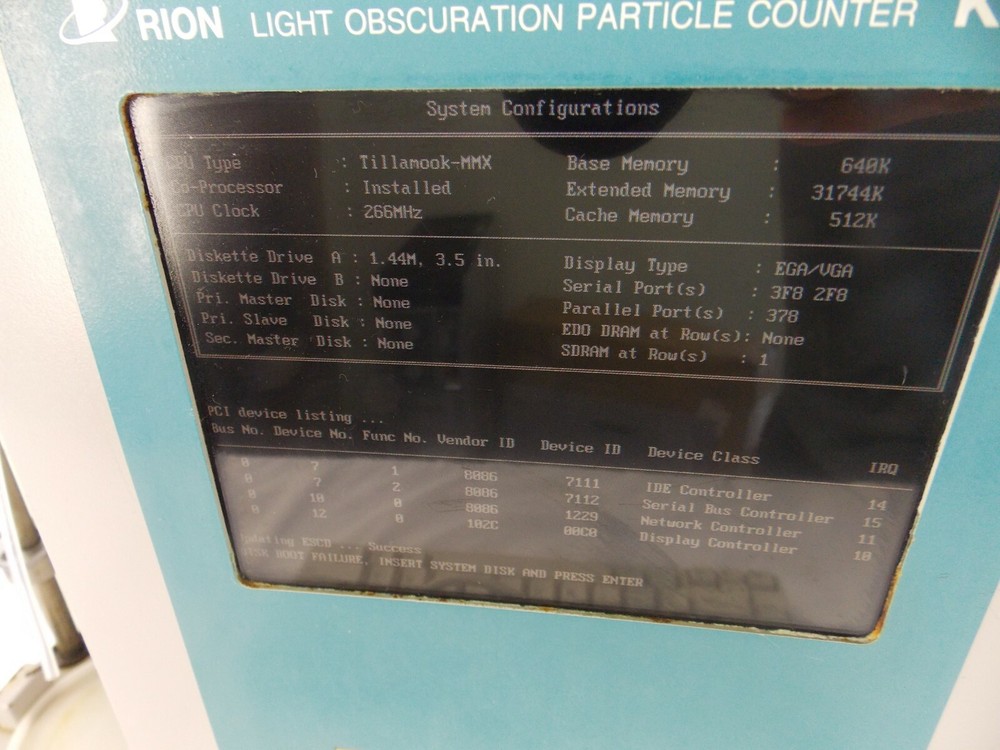 RION LIGHT OBSCURATION PARTICLE COUNTER K
System Configurations
CPU Type : Tillamook-MMX Base Memory : 640K
Co-Processor : Installed Extended Memory : 31744K
CPU Clock : 266MHz Cache Memory : 512K
Diskette Drive A : 1.44M, 3.5 in. Display Type : EGA/VGA
Diskette Drive B : None Serial Port(s) : 3F8 2F8
Pri. Master Disk : None Parallel Port(s) : 378
Pri. Slave Disk : None EDO DRAM at Row(s): None
Sec. Master Disk : None SDRAM at Row(s) : 1
PCI device listing ...
Bus No. Device No. Func No. Vendor ID Device ID Device Class IRQ
0 7 1 8086 7111 IDE Controller 14
0 7 2 8086 7112 Serial Bus Controller 15
0 10 0 8086 1229 Network Controller 11
0 12 0 102C 00C0 Display Controller 10
Updating ESCD ... Success
DISK BOOT FAILURE, INSERT SYSTEM DISK AND PRESS ENTER